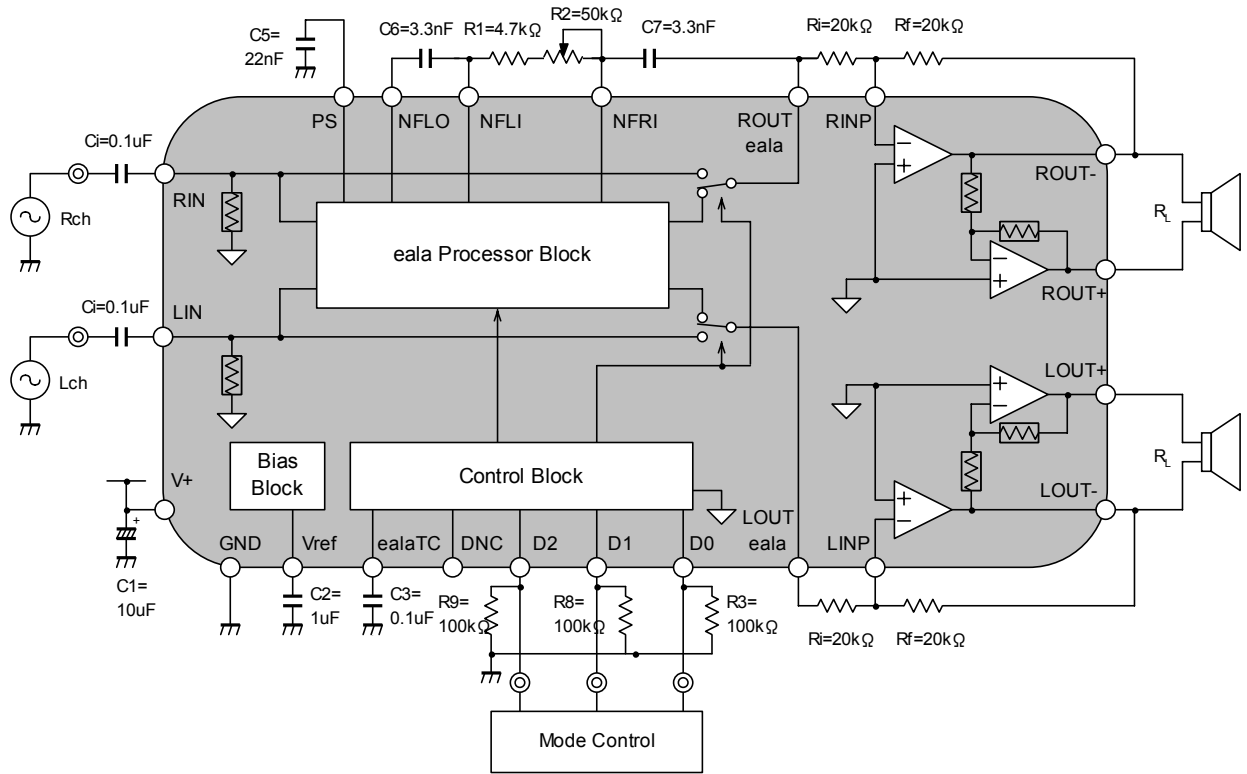 C5=
22nF
C6=3.3nF
R1=4.7kΩ
R2=50kΩ
C7=3.3nF
Ri=20kΩ
Rf=20kΩ
PS
NFLO
NFLI
NFRI
ROUT
eala
RINP
Ci=0.1uF
RIN
Rch
ROUT-
RL
ROUT+
eala Processor Block
Ci=0.1uF
LIN
Lch
LOUT+
RL
LOUT-
Bias
Block
Control Block
V+
+
C1=
10uF
GND
Vref
ealaTC
DNC
D2
D1
D0
LOUT
eala
LINP
C2=
1uF
C3=
0.1uF
R9=
100kΩ
R8=
100kΩ
R3=
100kΩ
Ri=20kΩ
Rf=20kΩ
Mode Control